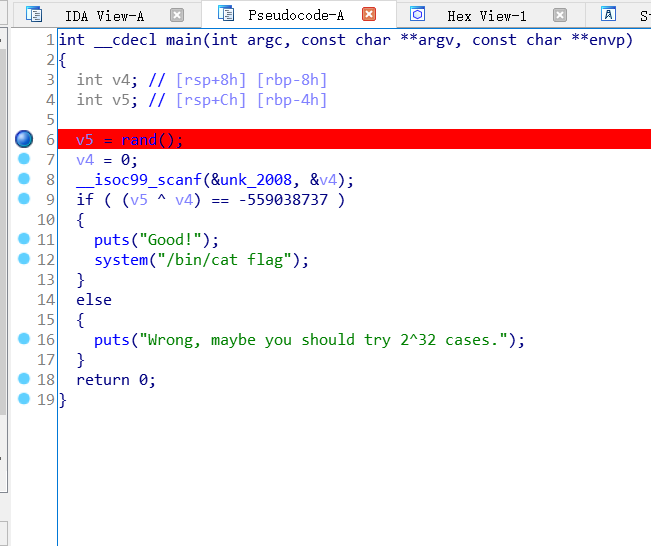 IDA View-A Pseudocode-A Hex View-1 A St
1 int __cdecl main(int argc, const char **argv, const char **envp)
2 {
3 int v4; // [rsp+8h] [rbp-8h]
4 int v5; // [rsp+Ch] [rbp-4h]
5
6 v5 = rand();
7 v4 = 0;
8 __isoc99_scanf(&unk_2008, &v4);
9 if ( (v5 ^ v4) == -559038737 )
10 {
11 puts("Good!");
12 system("/bin/cat flag");
13 }
14 else
15 {
16 puts("Wrong, maybe you should try 2^32 cases.");
17 }
18 return 0;
19 }